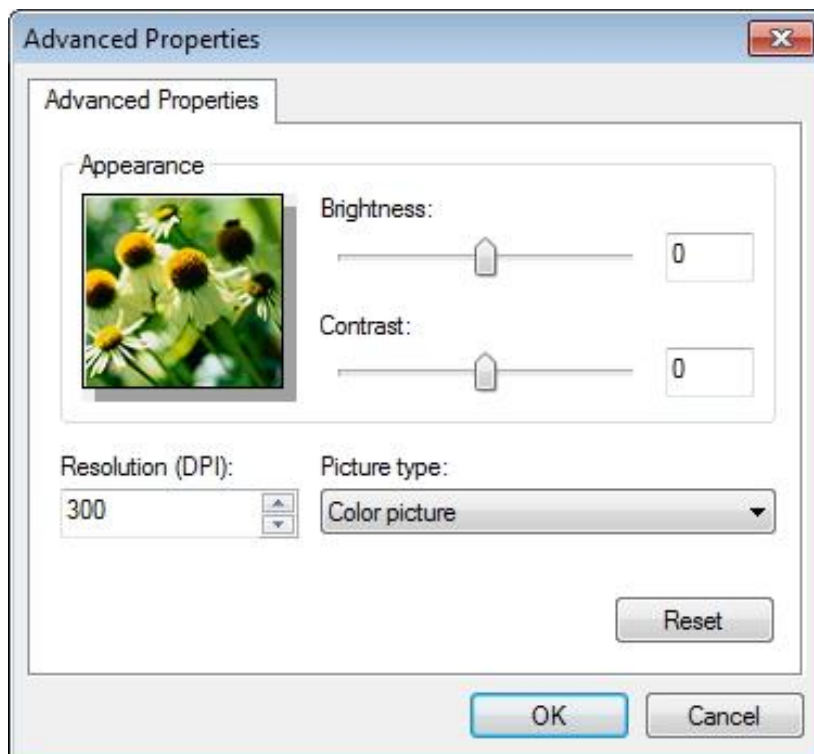 Advanced Properties
Advanced Properties
Appearance
Brightness:
0
Contrast:
0
Resolution (DPI):
300
Picture type:
Color picture
Reset
OK
Cancel